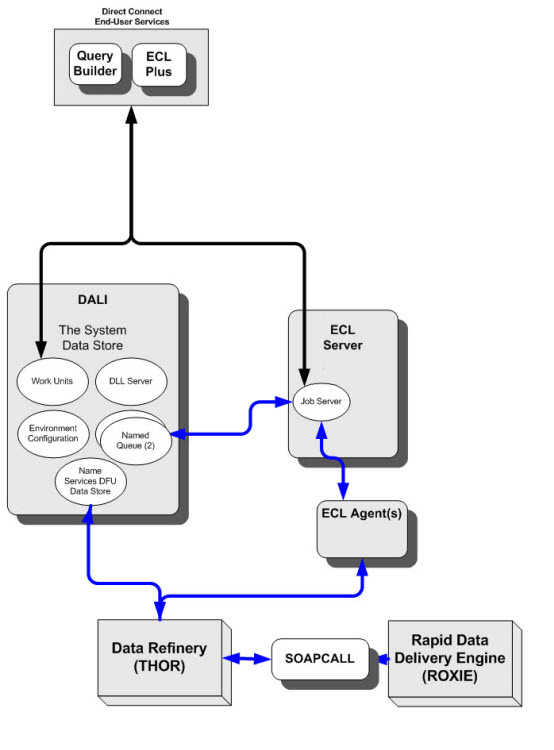 Direct Connect
End-User Services
Query
Builder
ECL
Plus
DALI
The System
Data Store
Work Units
DLL Server
Environment
Configuration
Named
Queue (2)
Name
Services DFU
Data Store
ECL
Server
Job Server
ECL Agent(s)
Data Refinery
(THOR)
SOAPCALL
Rapid Data
Delivery Engine
(ROXIE)